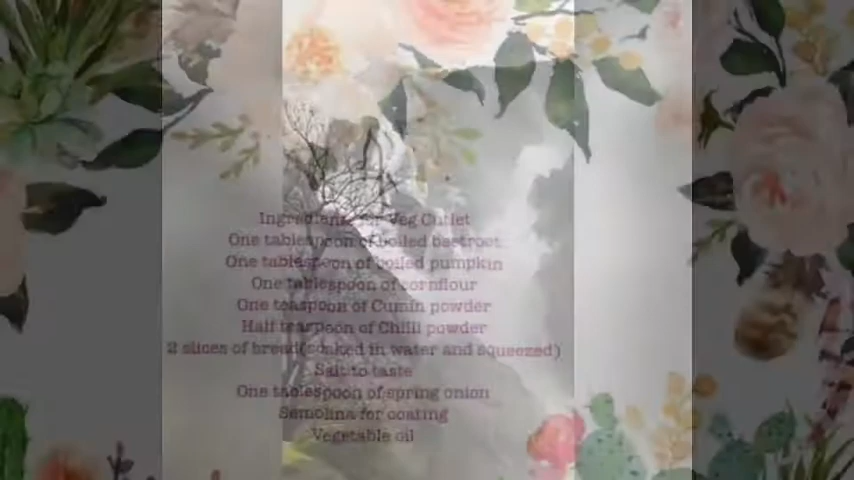 Ingredients for Veg Cutlet
One tablespoon of boiled beetroot
One tablespoon of boiled pumpkin
One tablespoon of cornflour
One teaspoon of Cumin powder
Half teaspoon of Chilli powder
2 slices of bread(soaked in water and squeezed)
Salt to taste
One tablespoon of spring onion
Semolina for coating
Vegetable oil